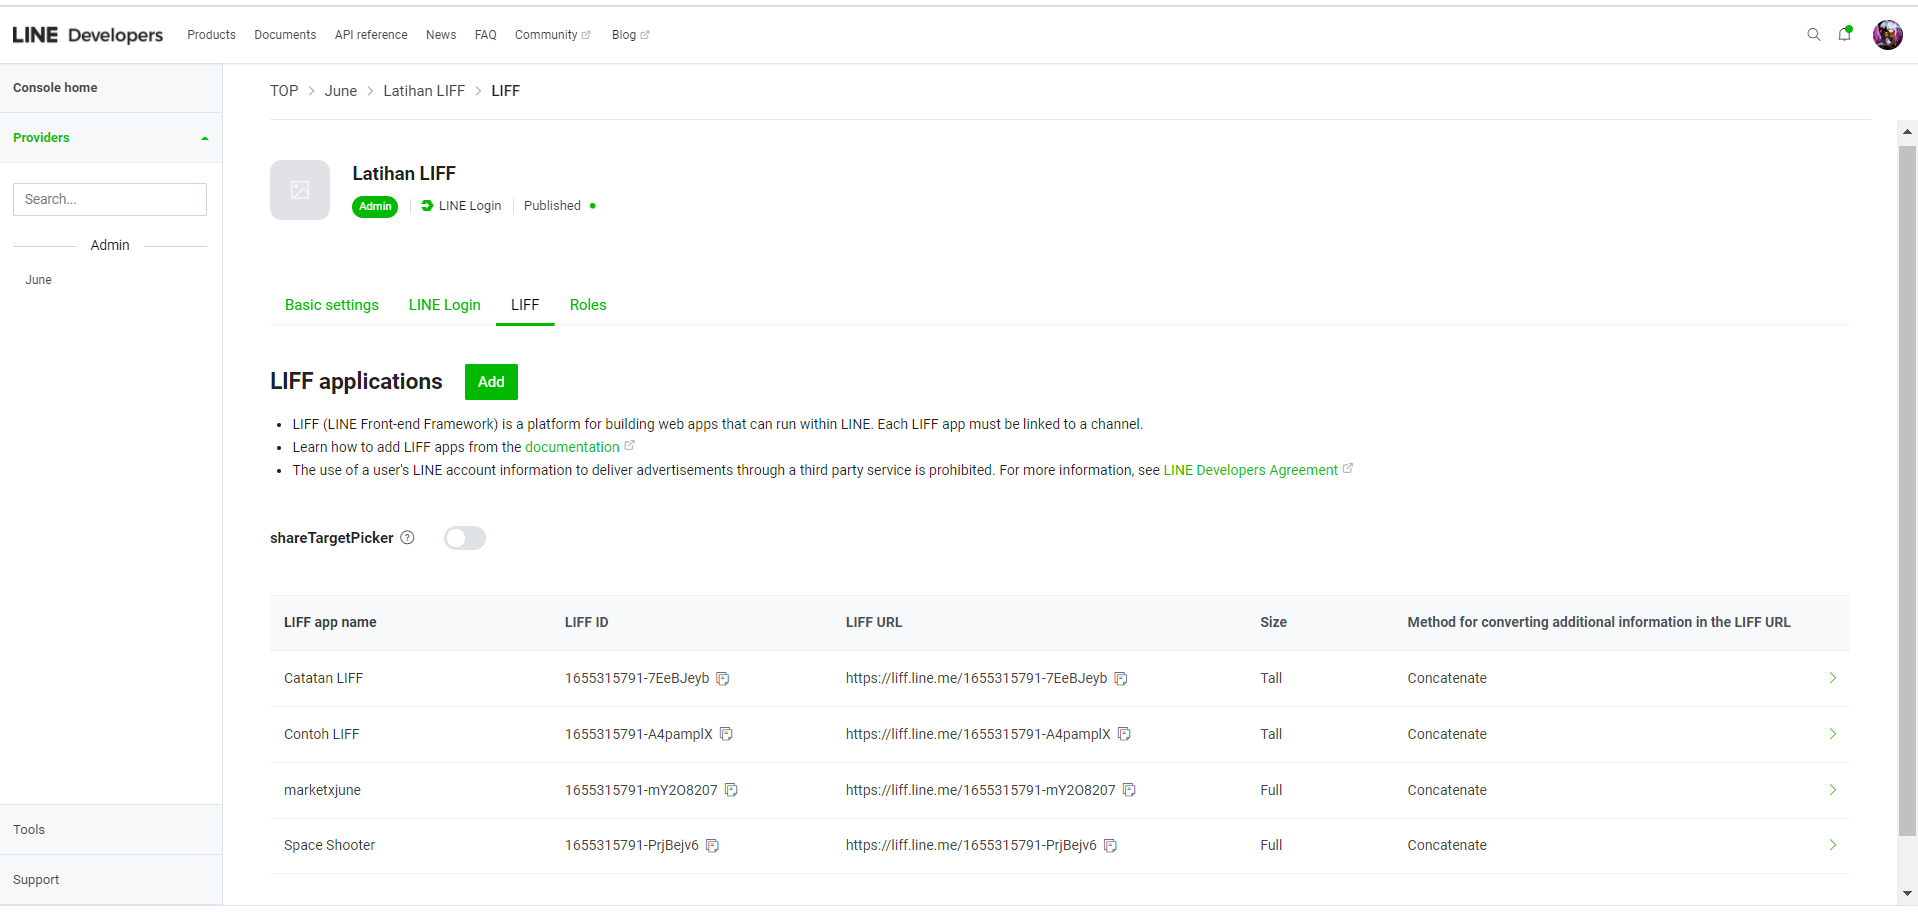 LINE Developers Products Documents API reference News FAQ Community Blog
Console home
Providers
Search...
Admin
June
Tools
Support
TOP > June > Latihan LIFF > LIFF
Latihan LIFF
Admin LINE Login Published
Basic settings LINE Login LIFF Roles
LIFF applications Add
• LIFF (LINE Front-end Framework) is a platform for building web apps that can run within LINE. Each LIFF app must be linked to a channel.
• Learn how to add LIFF apps from the documentation
• The use of a user's LINE account information to deliver advertisements through a third party service is prohibited. For more information, see LINE Developers Agreement
shareTargetPicker ?
LIFF app name LIFF ID LIFF URL Size Method for converting additional information in the LIFF URL
Catatan LIFF 1655315791-7EeBJeyb https://liff.line.me/1655315791-7EeBJeyb Tall Concatenate
Contoh LIFF 1655315791-A4pamplX https://liff.line.me/1655315791-A4pamplX Tall Concatenate
marketxjune 1655315791-mY2O8207 https://liff.line.me/1655315791-mY2O8207 Full Concatenate
Space Shooter 1655315791-PrjBejv6 https://liff.line.me/1655315791-PrjBejv6 Full Concatenate